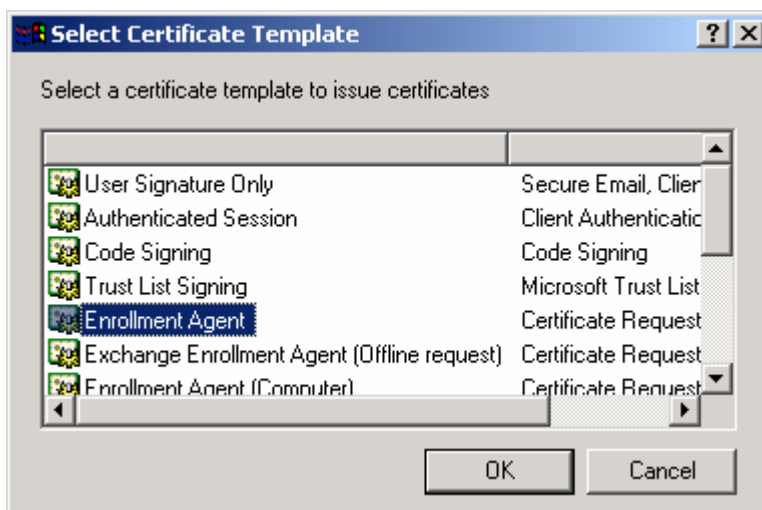 Select Certificate Template
Select a certificate template to issue certificates
User Signature Only Secure Email, Clier
Authenticated Session Client Authenticatic
Code Signing Code Signing
Trust List Signing Microsoft Trust List
Enrollment Agent Certificate Request
Exchange Enrollment Agent (Offline request) Certificate Request
Enrollment Agent (Computer) Certificate Request
OK Cancel